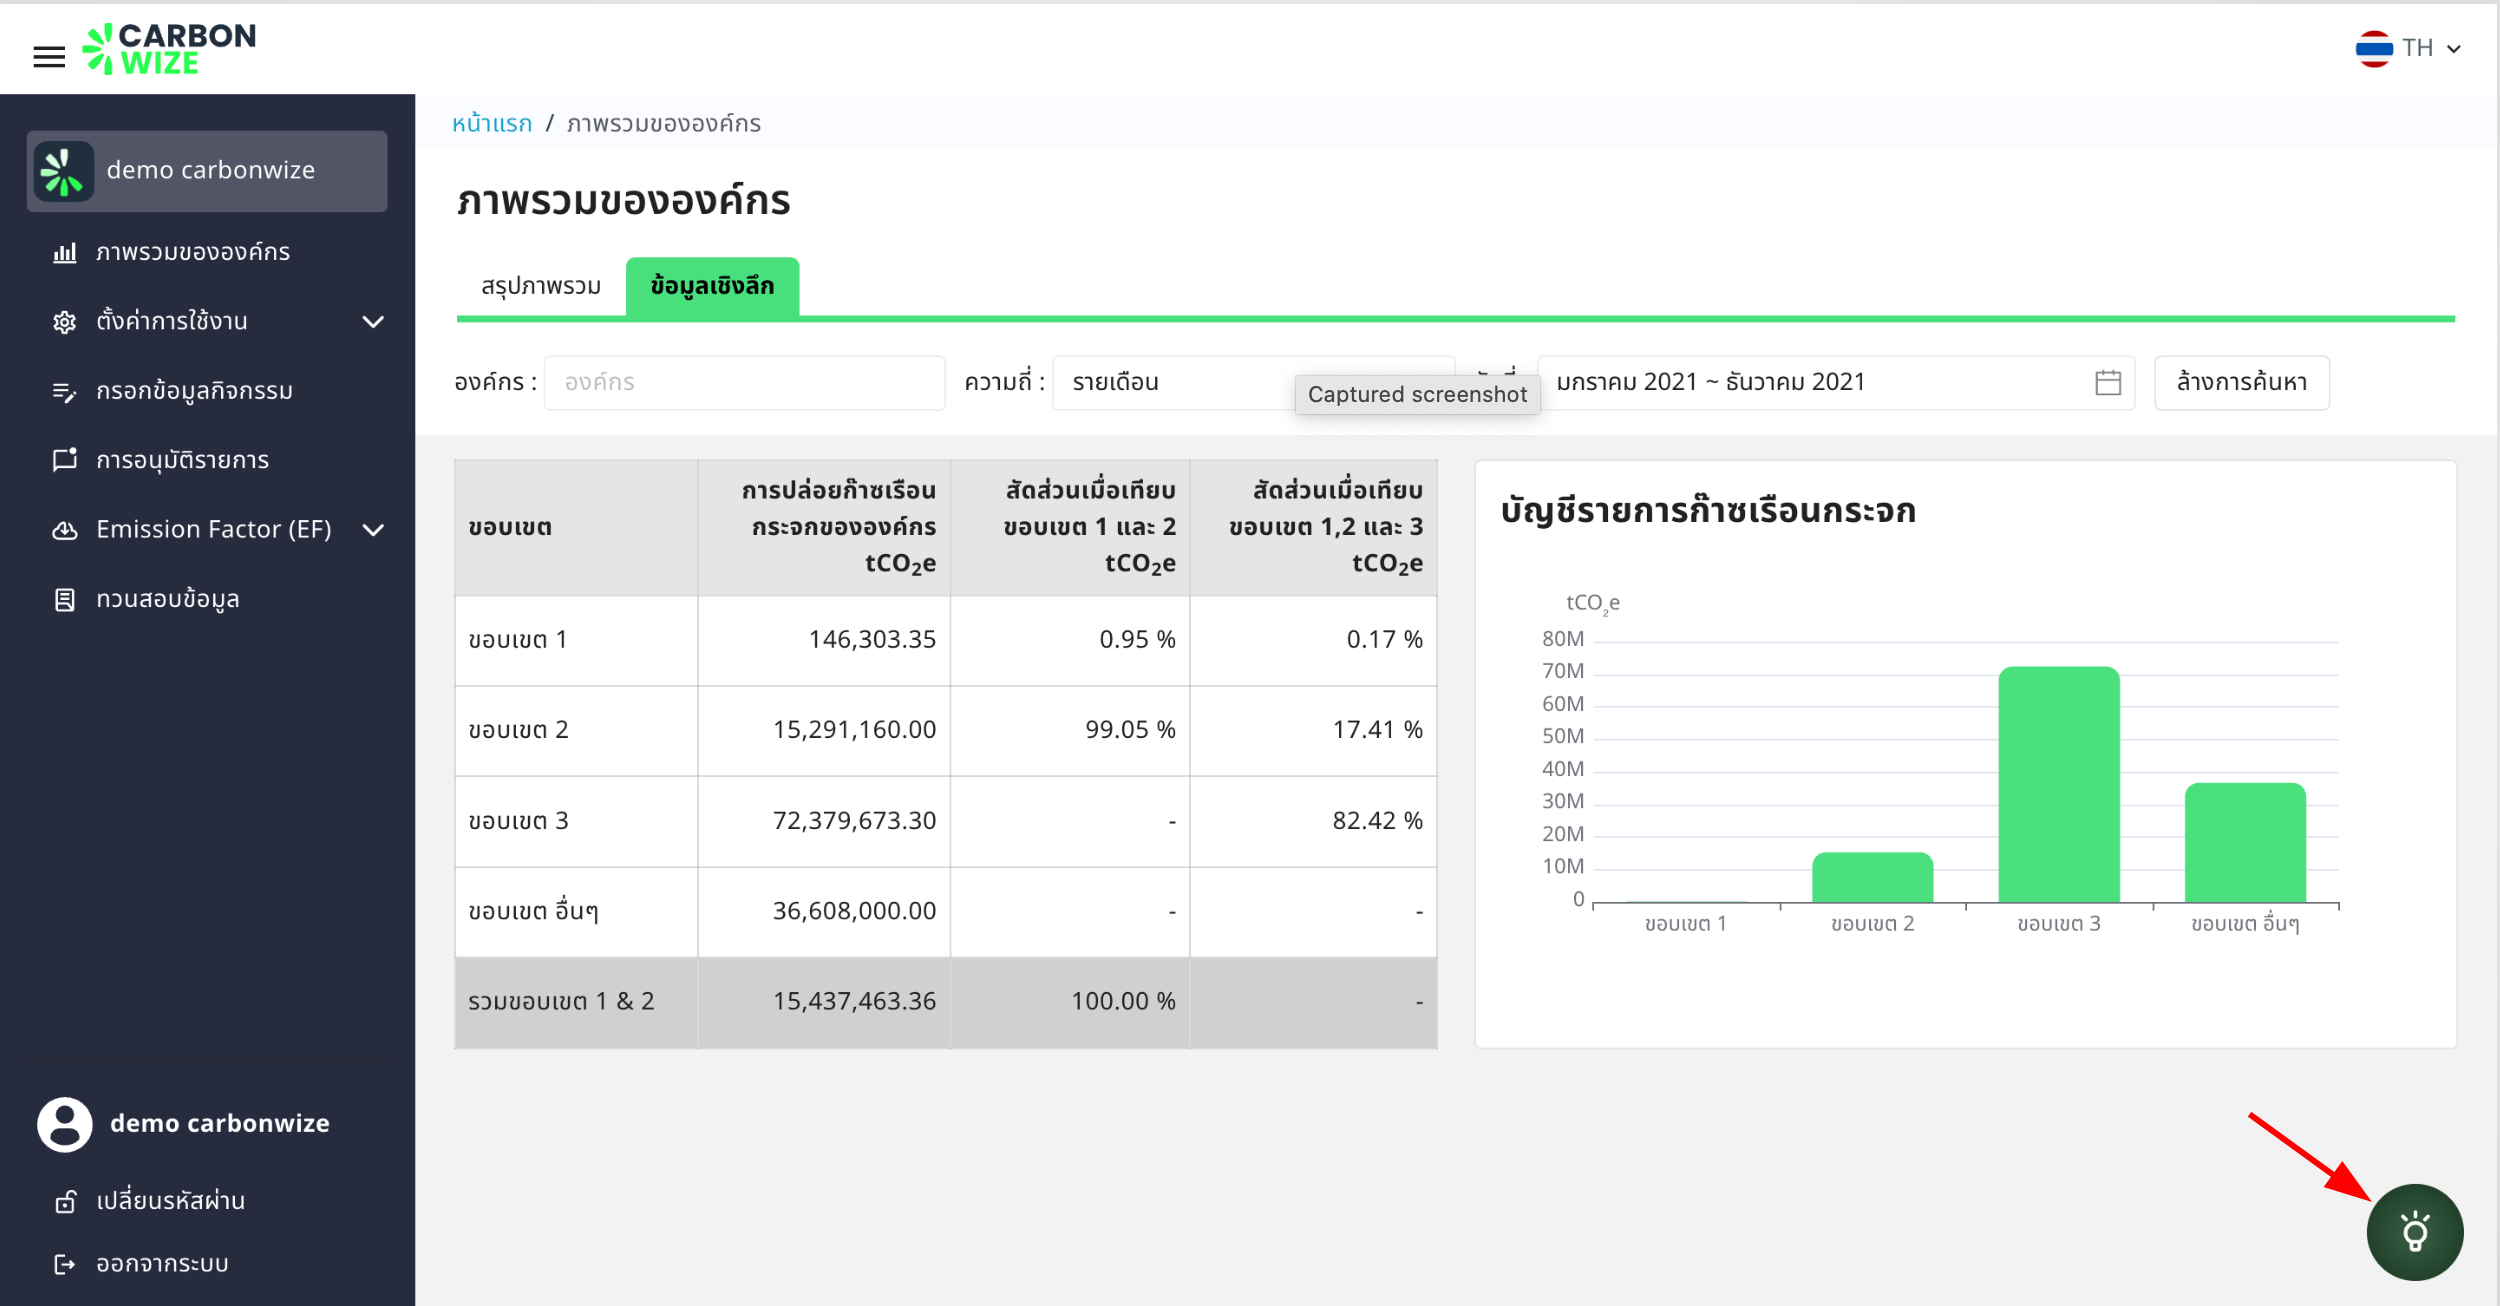 CARBON
WIZE
TH
demo carbonwize
ภาพรวมขององค์กร
ตั้งค่าการใช้งาน
กรอกข้อมูลกิจกรรม
การอนุมัติรายการ
Emission Factor (EF)
ทวนสอบข้อมูล
demo carbonwize
เปลี่ยนรหัสผ่าน
ออกจากระบบ
หน้าแรก / ภาพรวมขององค์กร
ภาพรวมขององค์กร
สรุปภาพรวม ข้อมูลเชิงลึก
องค์กร : องค์กร ความถี่ : รายเดือน มกราคม 2021 ~ ธันวาคม 2021 ล้างการค้นหา
Captured screenshot
ขอบเขต
การปล่อยก๊าซเรือน
กระจกขององค์กร
tCO₂e
สัดส่วนเมื่อเทียบ
ขอบเขต 1 และ 2
tCO₂e
สัดส่วนเมื่อเทียบ
ขอบเขต 1,2 และ 3
tCO₂e
ขอบเขต 1 146,303.35 0.95 % 0.17 %
ขอบเขต 2 15,291,160.00 99.05 % 17.41 %
ขอบเขต 3 72,379,673.30 - 82.42 %
ขอบเขต อื่นๆ 36,608,000.00 - -
รวมขอบเขต 1 & 2 15,437,463.36 100.00 % -
บัญชีรายการก๊าซเรือนกระจก
tCO₂e
80M
70M
60M
50M
40M
30M
20M
10M
0
ขอบเขต 1 ขอบเขต 2 ขอบเขต 3 ขอบเขต อื่นๆ